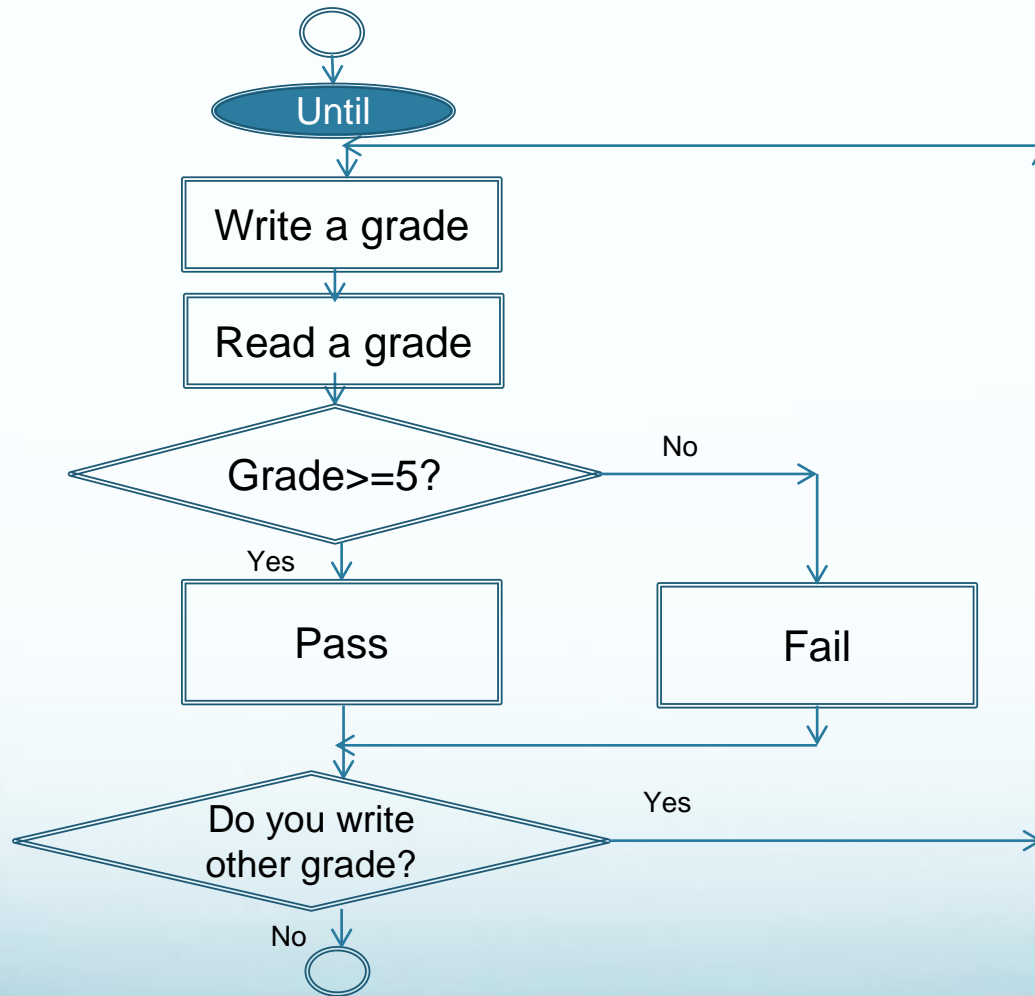 Until
Write a grade
Read a grade
Grade>=5?
No
Yes
Pass
Fail
Do you write
other grade?
Yes
No